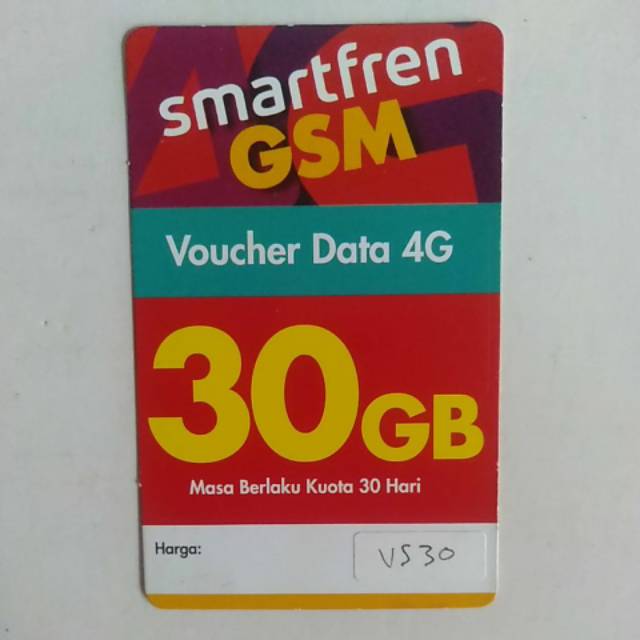 smartfren
GSM
Voucher Data 4G
30GB
Masa Berlaku Kuota 30 Hari
Harga: VS30